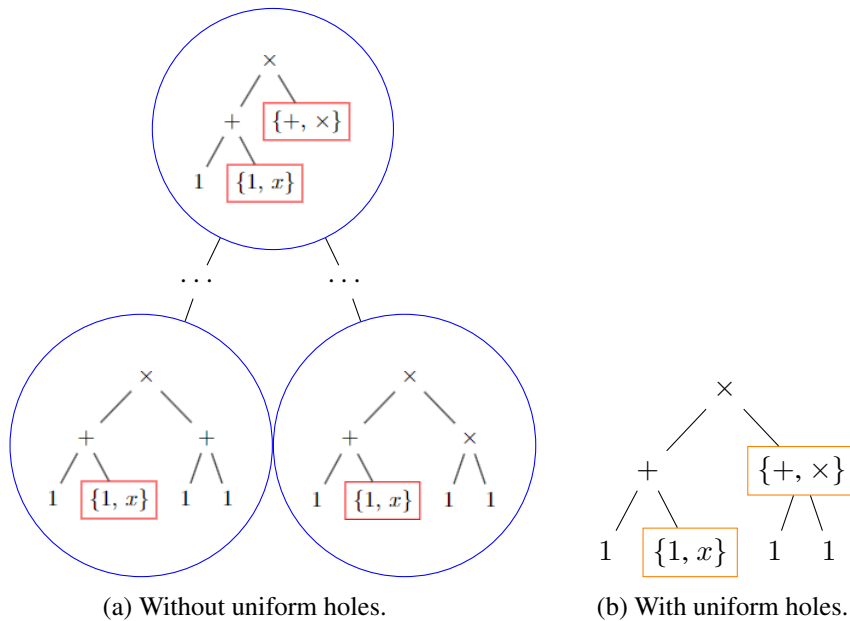 ×
+ {+, ×}
1 {1, x}
... ...
× ×
+ + + ×
1 {1, x} 1 1 1 {1, x} 1 1
(a) Without uniform holes.
×
+ {+, ×}
1 {1, x} 1 1
(b) With uniform holes.